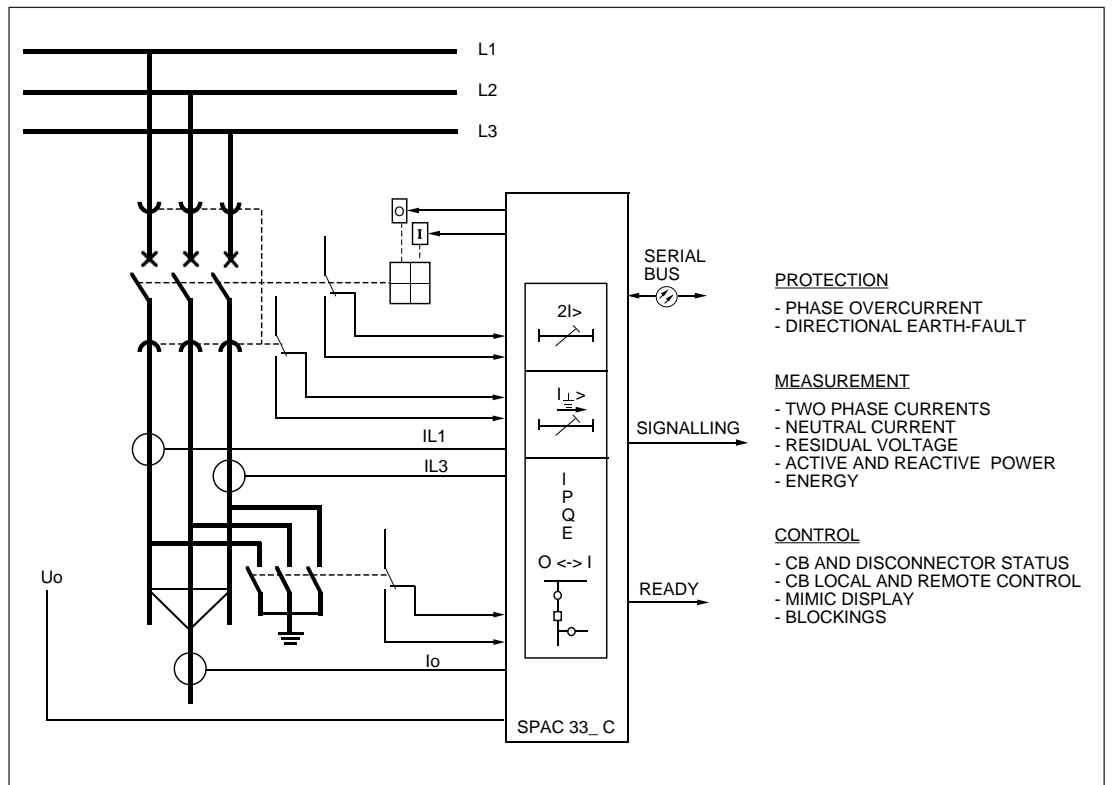 L1
L2
L3
O
I
SERIAL
BUS
2I>
I⏚>
IL1
IL3
SIGNALLING
I
P
Q
E
O <-> I
READY
Uo
Io
SPAC 33_ C
PROTECTION
- PHASE OVERCURRENT
- DIRECTIONAL EARTH-FAULT
MEASUREMENT
- TWO PHASE CURRENTS
- NEUTRAL CURRENT
- RESIDUAL VOLTAGE
- ACTIVE AND REACTIVE POWER
- ENERGY
CONTROL
- CB AND DISCONNECTOR STATUS
- CB LOCAL AND REMOTE CONTROL
- MIMIC DISPLAY
- BLOCKINGS